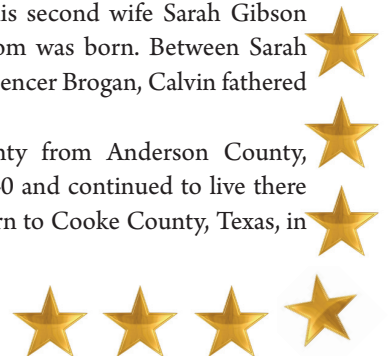 is second wife Sarah Gibson
om was born. Between Sarah
encer Brogan, Calvin fathered
nty from Anderson County,
0 and continued to live there
rn to Cooke County, Texas, in